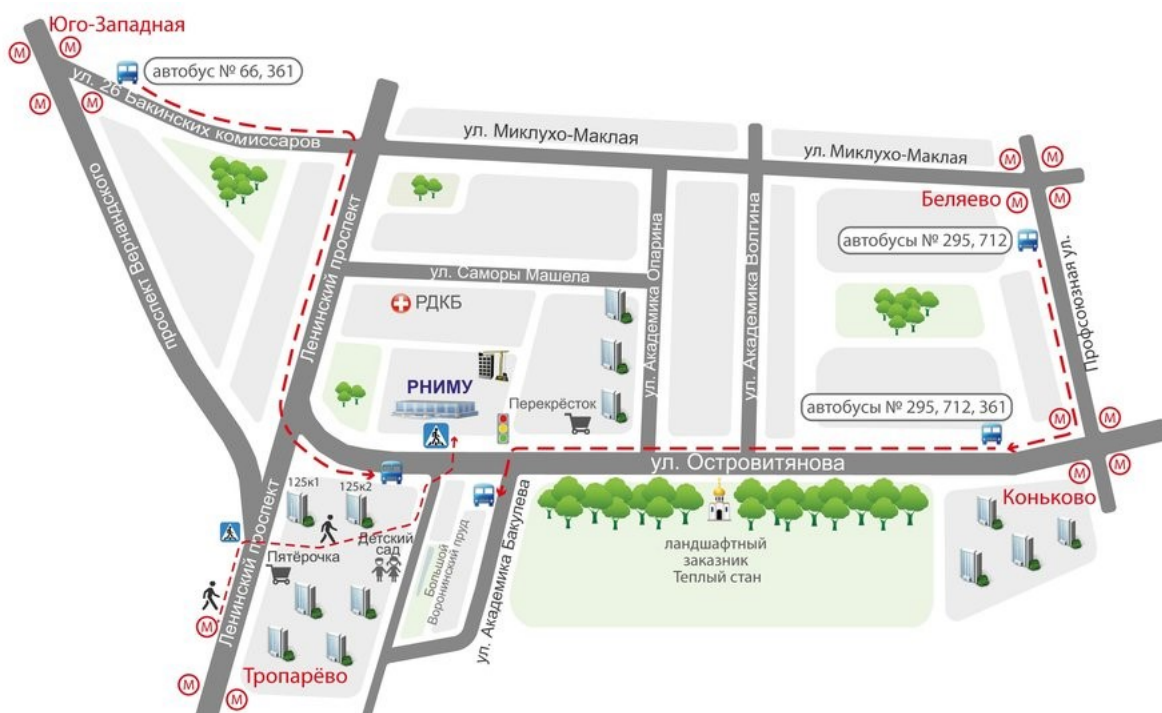 Юго-Западная
М
М
автобус № 66, 361
М
М
ул. 26 Бакинских комиссаров
ул. Миклухо-Маклая
ул. Миклухо-Маклая
М
М
Беляево
М
М
проспект Вернандского
Ленинский проспект
автобусы № 295, 712
ул. Саморы Машела
РДКБ
ул. Академика Опарина
ул. Академика Волгина
Профсоюзная ул.
РНИМУ
Перекрёсток
автобусы № 295, 712, 361
М
М
ул. Островитянова
М
М
Коньково
125к1
125к2
Ленинский проспект
Пятёрочка
Детский
сад
Большой
Воронинский пруд
ул. Академика Бакулева
ландшафтный
заказник
Теплый стан
М
Тропарёво
М
М